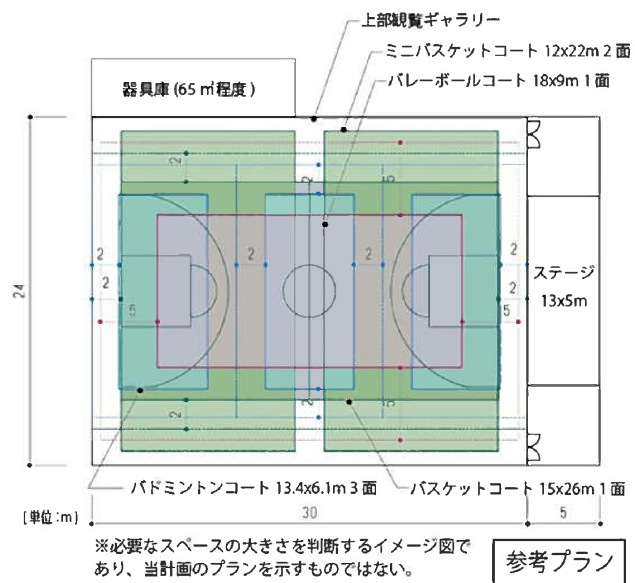 上部観覧ギャラリー
ミニバスケットコート 12x22m 2 面
バレーボールコート 18x9m 1 面
器具庫 (65 ㎡程度 )
2
2
5
2
2
2
2
2
ステージ
13x5m
24
5
5
2
2
5
バドミントンコート 13.4x6.1m 3 面
バスケットコート 15x26m 1 面
[ 単位 : m ]
30
5
※必要なスペースの大きさを判断するイメージ図で
あり、当計画のプランを示すものではない。
参考プラン